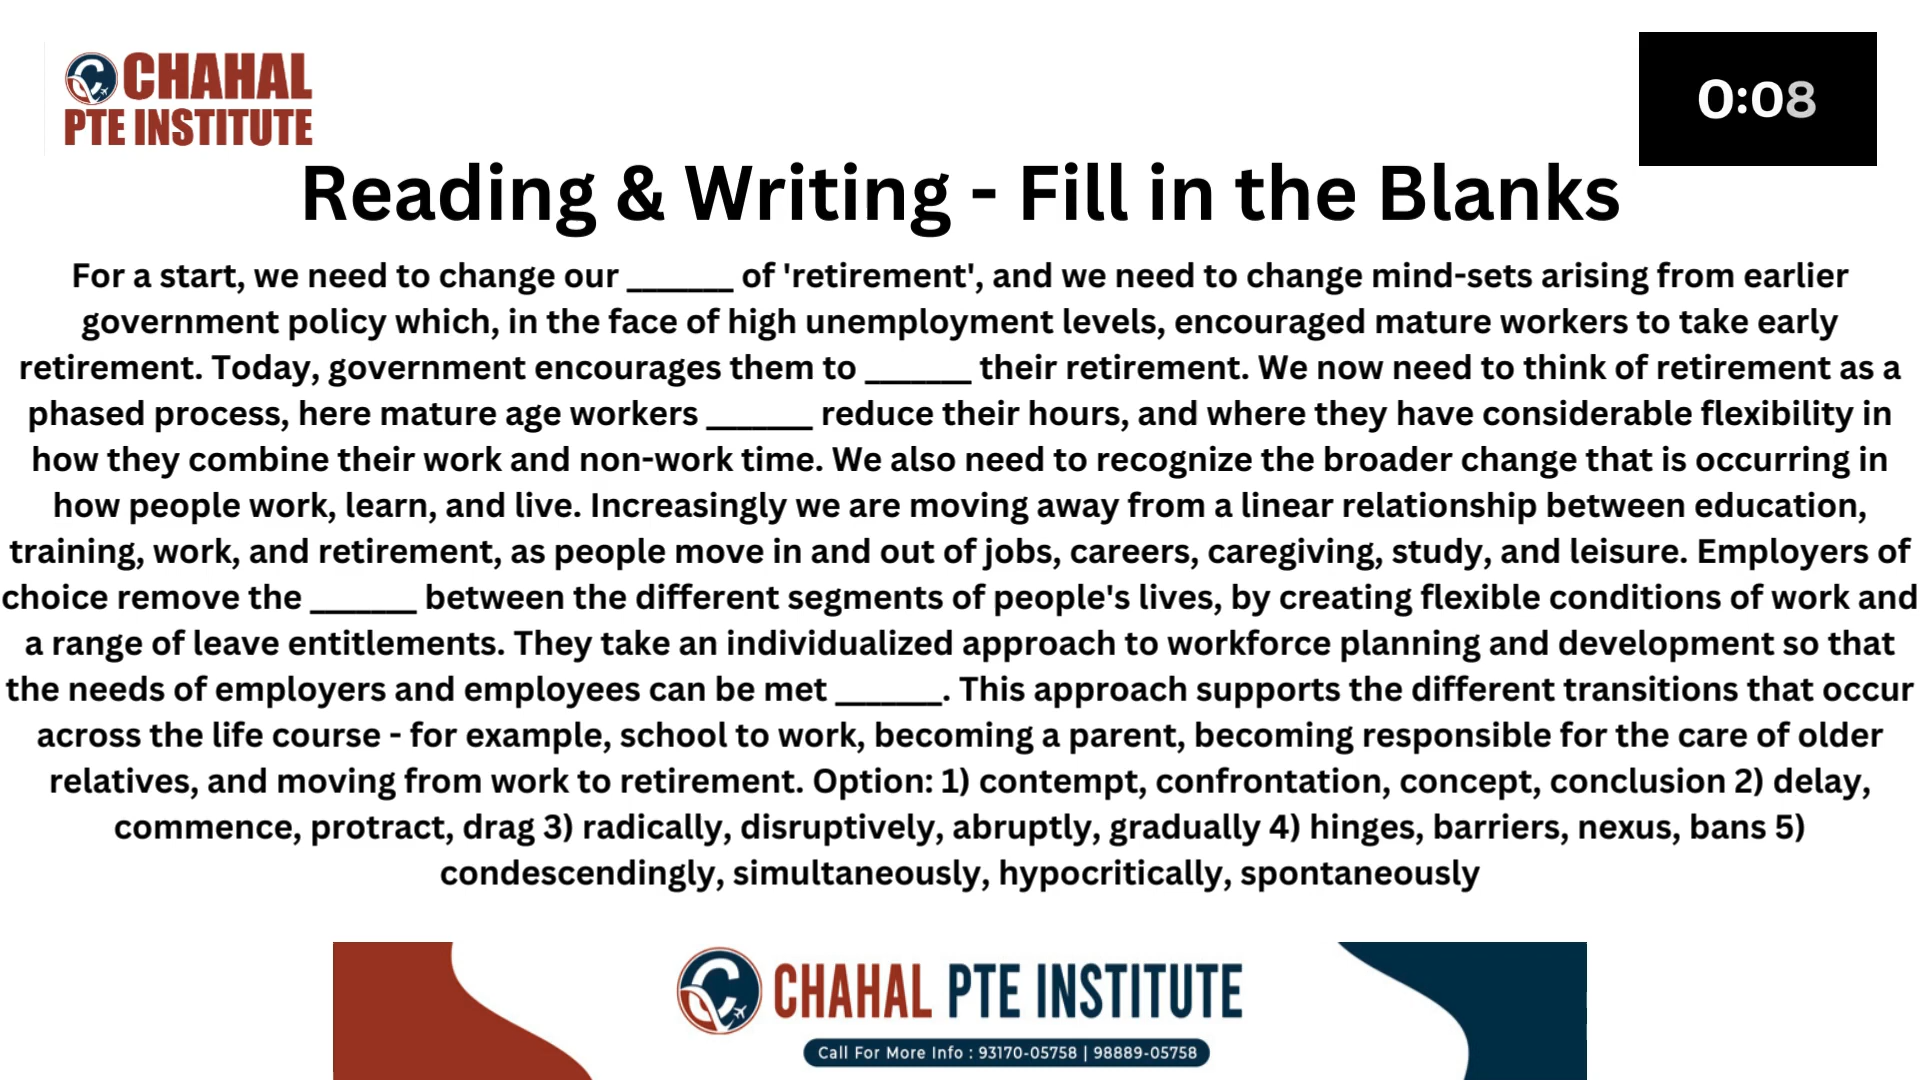 CHAHAL
PTE INSTITUTE
0:08
Reading & Writing - Fill in the Blanks
For a start, we need to change our _______ of 'retirement', and we need to change mind-sets arising from earlier
government policy which, in the face of high unemployment levels, encouraged mature workers to take early
retirement. Today, government encourages them to _______ their retirement. We now need to think of retirement as a
phased process, here mature age workers _______ reduce their hours, and where they have considerable flexibility in
how they combine their work and non-work time. We also need to recognize the broader change that is occurring in
how people work, learn, and live. Increasingly we are moving away from a linear relationship between education,
training, work, and retirement, as people move in and out of jobs, careers, caregiving, study, and leisure. Employers of
choice remove the _______ between the different segments of people's lives, by creating flexible conditions of work and
a range of leave entitlements. They take an individualized approach to workforce planning and development so that
the needs of employers and employees can be met _______. This approach supports the different transitions that occur
across the life course - for example, school to work, becoming a parent, becoming responsible for the care of older
relatives, and moving from work to retirement. Option: 1) contempt, confrontation, concept, conclusion 2) delay,
commence, protract, drag 3) radically, disruptively, abruptly, gradually 4) hinges, barriers, nexus, bans 5)
condescendingly, simultaneously, hypocritically, spontaneously
CHAHAL PTE INSTITUTE
Call For More Info : 93170-05758 | 98889-05758